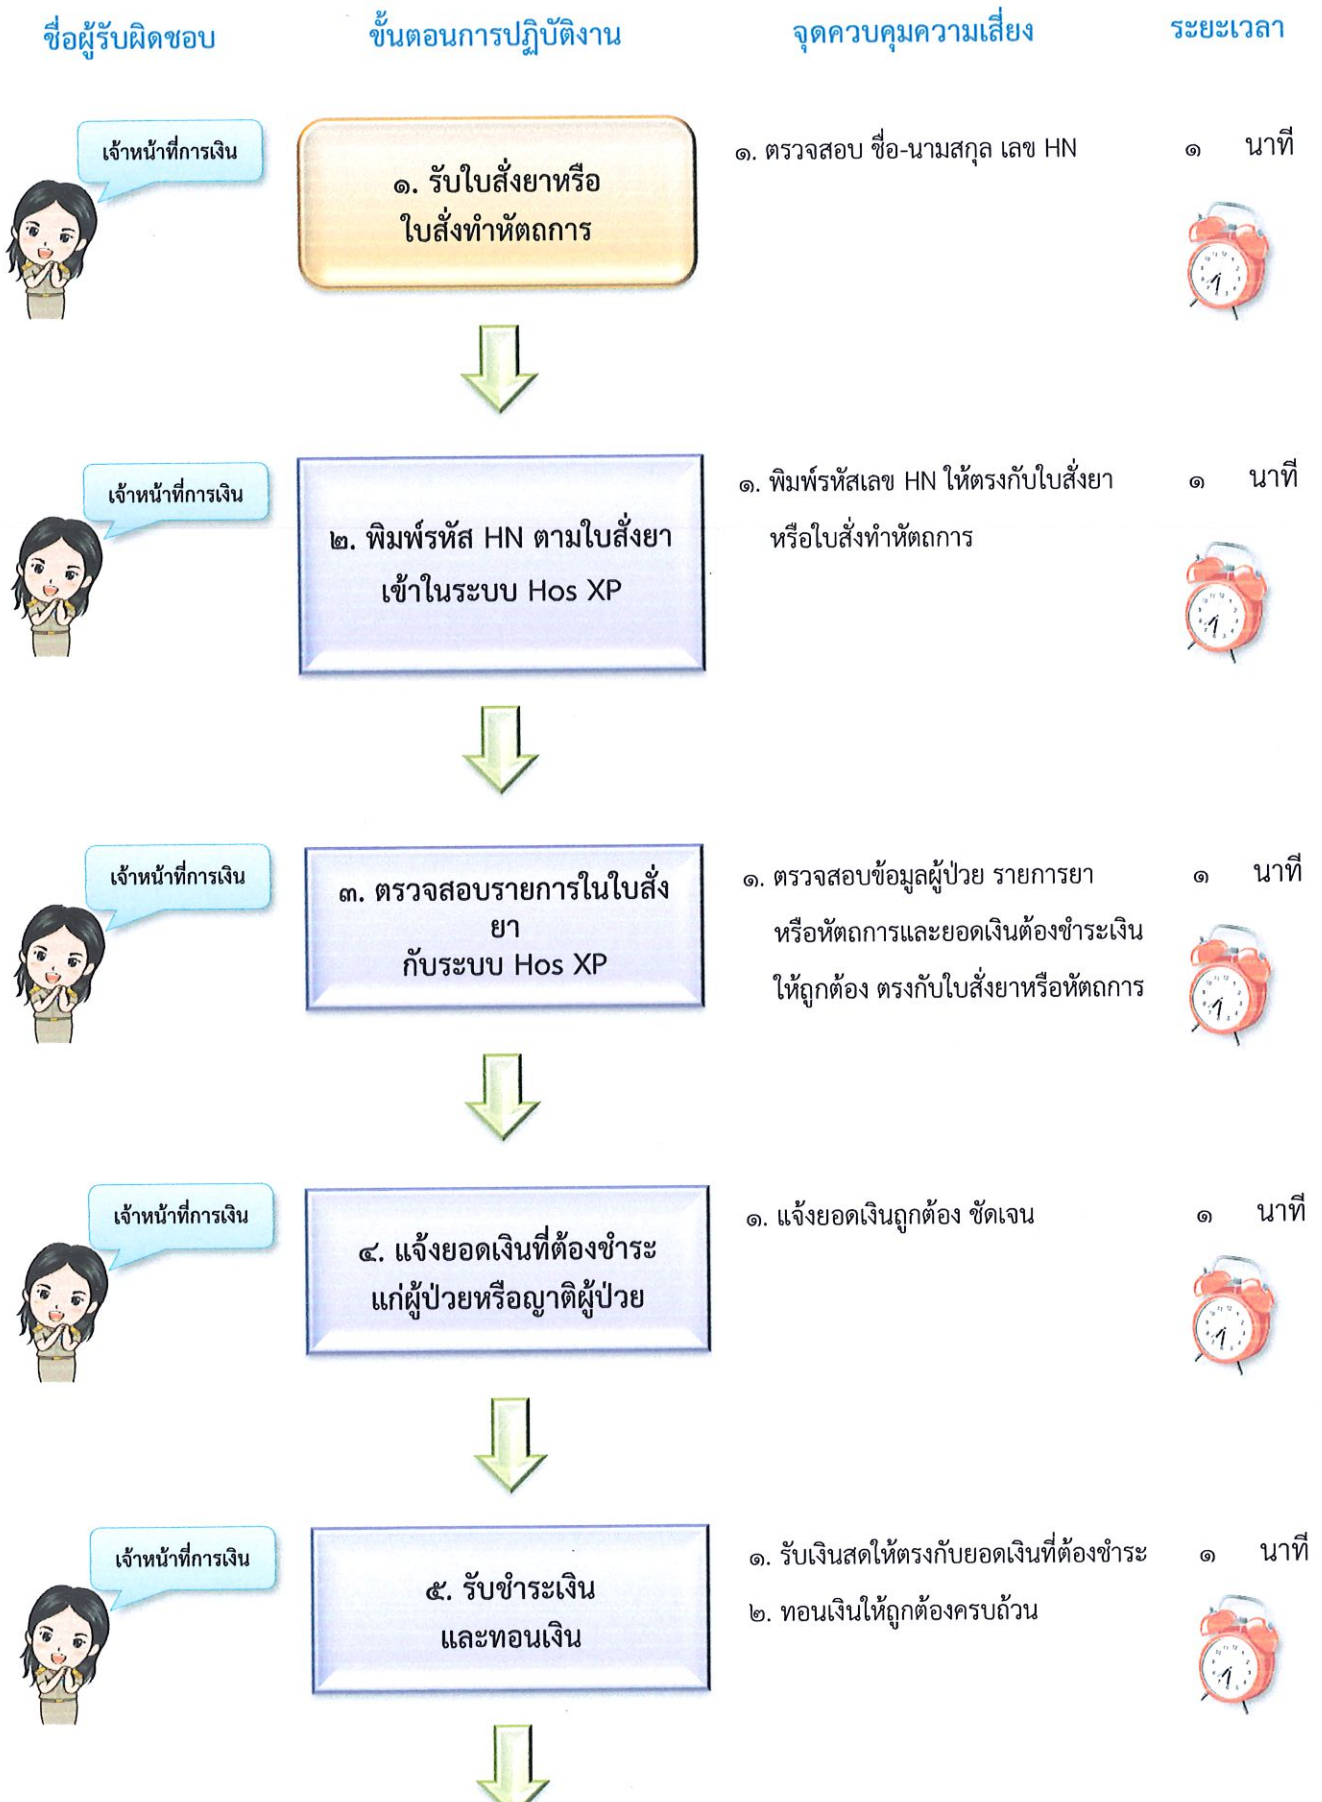 ชื่อผู้รับผิดชอบ ขั้นตอนการปฏิบัติงาน จุดควบคุมความเสี่ยง ระยะเวลา
เจ้าหน้าที่การเงิน
๑. รับใบสั่งยาหรือ
ใบสั่งทำหัตถการ
๑. ตรวจสอบ ชื่อ-นามสกุล เลข HN
๑ นาที
เจ้าหน้าที่การเงิน
๒. พิมพ์รหัส HN ตามใบสั่งยา
เข้าในระบบ Hos XP
๑. พิมพ์รหัสเลข HN ให้ตรงกับใบสั่งยา
หรือใบสั่งทำหัตถการ
๑ นาที
เจ้าหน้าที่การเงิน
๓. ตรวจสอบรายการในใบสั่ง
ยา
กับระบบ Hos XP
๑. ตรวจสอบข้อมูลผู้ป่วย รายการยา
หรือหัตถการและยอดเงินต้องชำระเงิน
ให้ถูกต้อง ตรงกับใบสั่งยาหรือหัตถการ
๑ นาที
เจ้าหน้าที่การเงิน
๔. แจ้งยอดเงินที่ต้องชำระ
แก่ผู้ป่วยหรือญาติผู้ป่วย
๑. แจ้งยอดเงินถูกต้อง ชัดเจน
๑ นาที
เจ้าหน้าที่การเงิน
๕. รับชำระเงิน
และทอนเงิน
๑. รับเงินสดให้ตรงกับยอดเงินที่ต้องชำระ
๒. ทอนเงินให้ถูกต้องครบถ้วน
๑ นาที